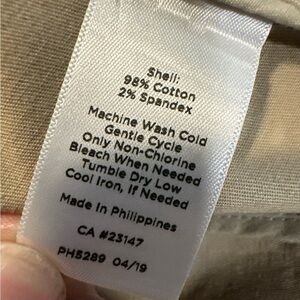 Shell:
98% Cotton
2% Spandex
Machine Wash Cold
Gentle Cycle
Only Non-Chlorine
Bleach When Needed
Tumble Dry Low
Cool Iron, If Needed
Made In Philippines
CA #23147
PH5289 04/19